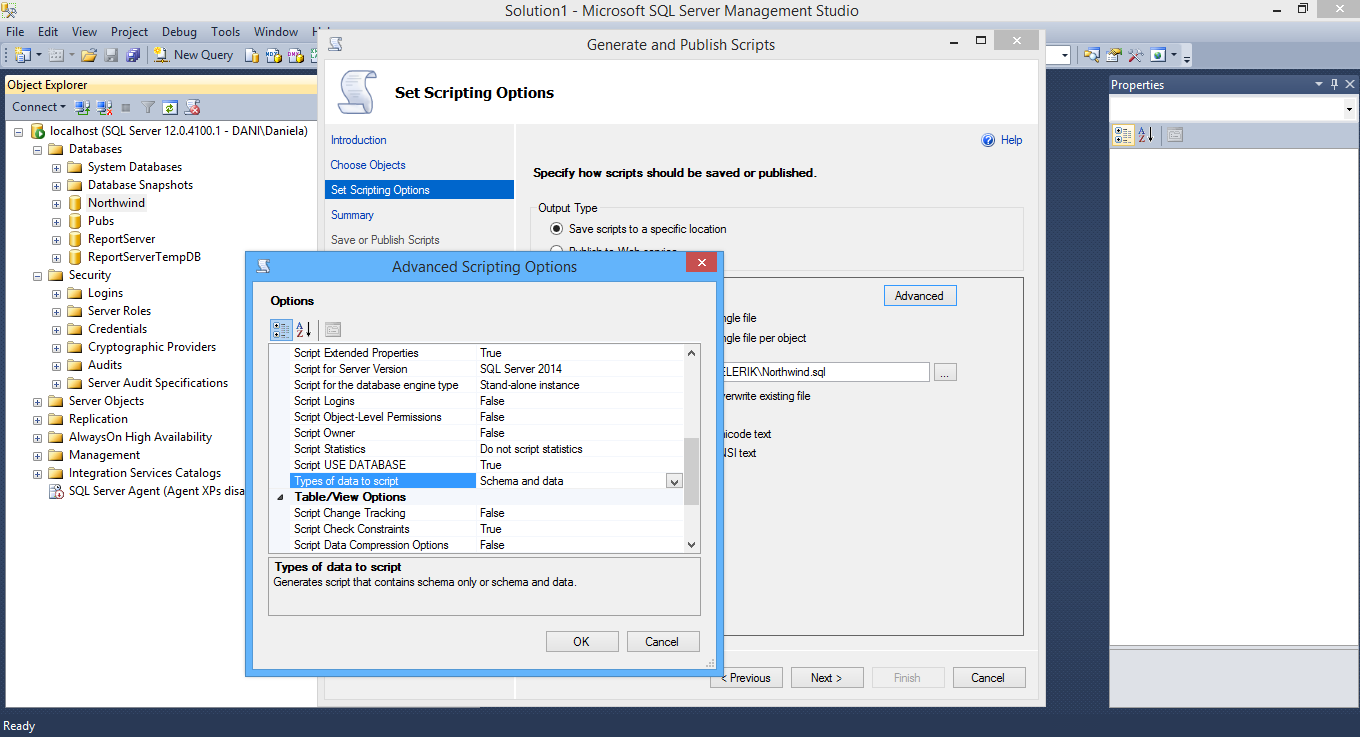 Solution1 - Microsoft SQL Server Management Studio
File Edit View Project Debug Tools Window
New Query
Object Explorer
Connect
localhost (SQL Server 12.0.4100.1 - DANI\Daniela)
Databases
System Databases
Database Snapshots
Northwind
Pubs
ReportServer
ReportServerTempDB
Security
Logins
Server Roles
Credentials
Cryptographic Providers
Audits
Server Audit Specifications
Server Objects
Replication
AlwaysOn High Availability
Management
Integration Services Catalogs
SQL Server Agent (Agent XPs disa
Generate and Publish Scripts
Set Scripting Options
Introduction
Choose Objects
Set Scripting Options
Summary
Save or Publish Scripts
Help
Specify how scripts should be saved or published.
Output Type
Save scripts to a specific location
Publish to Web service
Advanced
ngle file
ngle file per object
ELERIK\Northwind.sql
...
verwrite existing file
nicode text
NSI text
< Previous
Next >
Finish
Cancel
Advanced Scripting Options
Options
Script Extended Properties True
Script for Server Version SQL Server 2014
Script for the database engine type Stand-alone instance
Script Logins False
Script Object-Level Permissions False
Script Owner False
Script Statistics Do not script statistics
Script USE DATABASE True
Types of data to script Schema and data
Table/View Options
Script Change Tracking False
Script Check Constraints True
Script Data Compression Options False
Types of data to script
Generates script that contains schema only or schema and data.
OK
Cancel
Properties
Ready